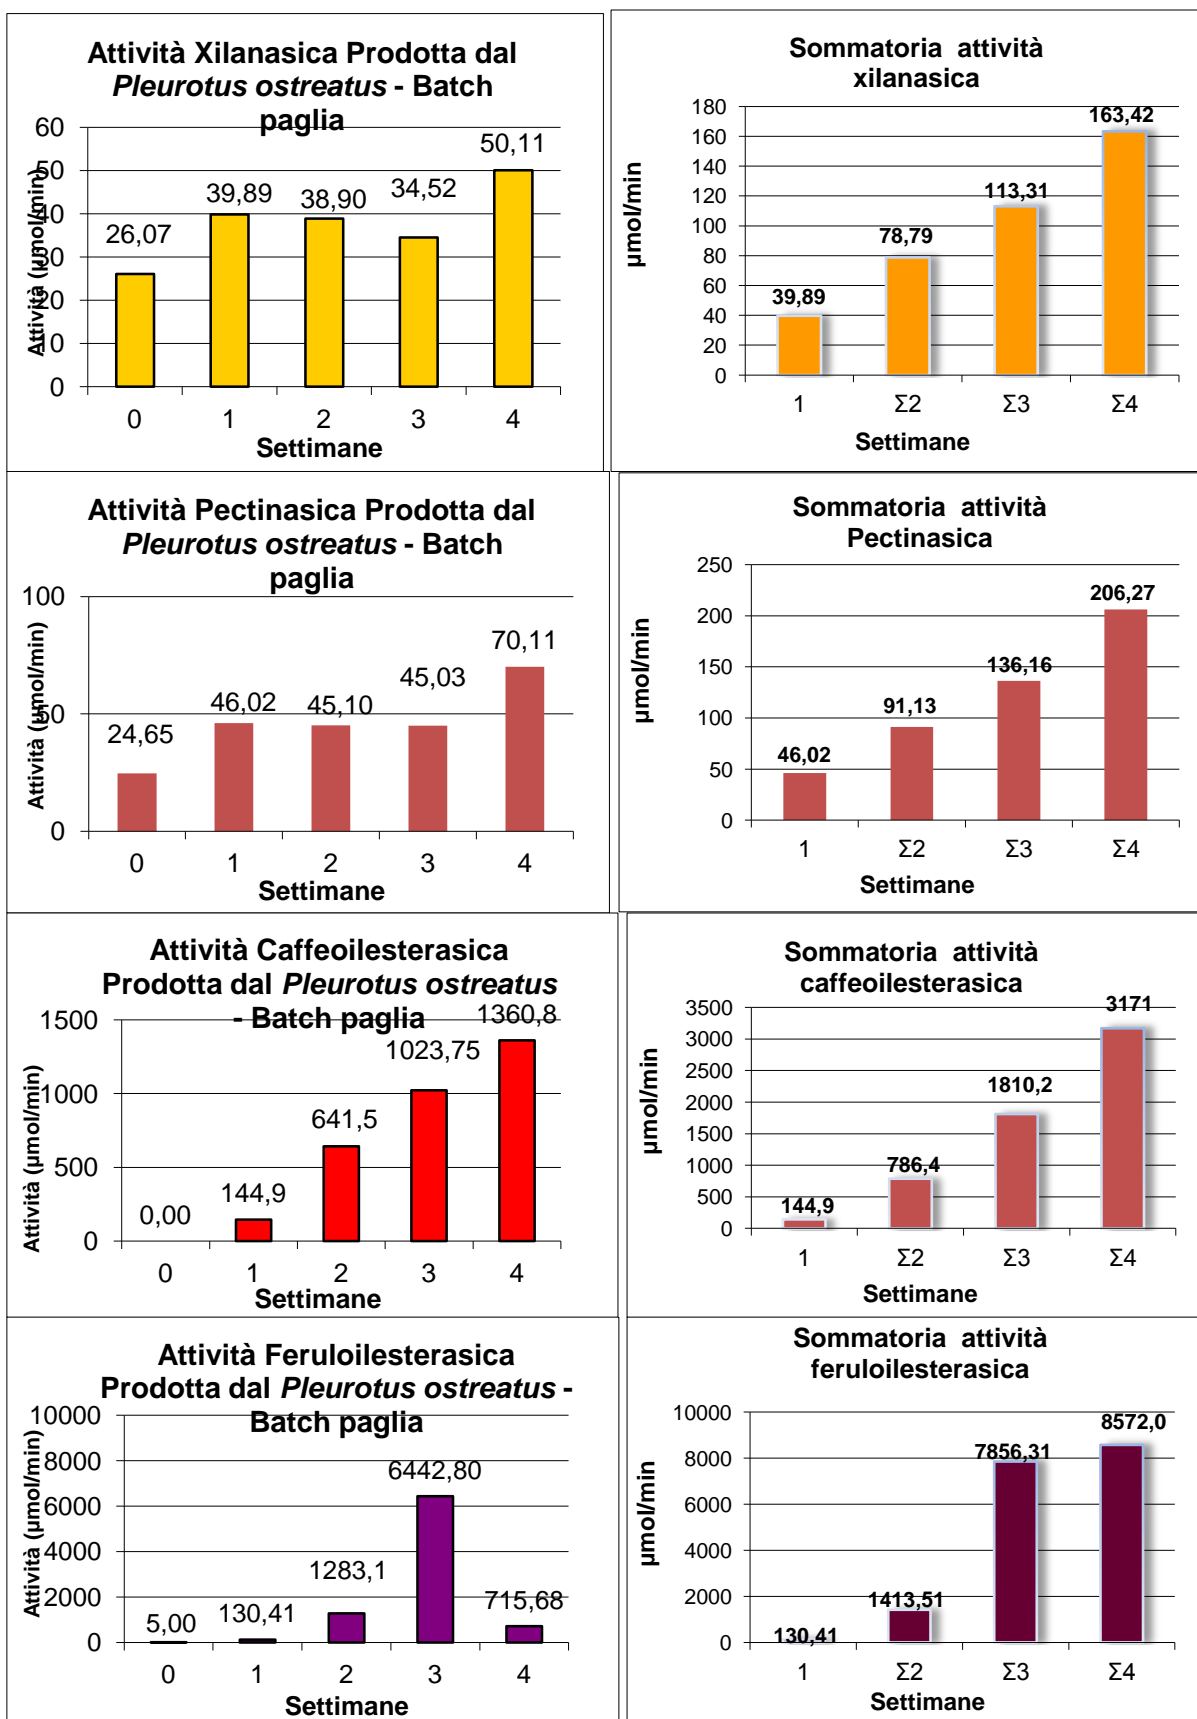 Attività Xilanasica Prodotta dal
Pleurotus ostreatus - Batch
paglia
Attività (µmol/min)
60
50
40
30
20
10
0
26,07
39,89
38,90
34,52
50,11
0 1 2 3 4
Settimane
Sommatoria attività
xilanasica
µmol/min
180
160
140
120
100
80
60
40
20
0
39,89
78,79
113,31
163,42
1 Σ2 Σ3 Σ4
Settimane
Attività Pectinasica Prodotta dal
Pleurotus ostreatus - Batch
paglia
Attività (µmol/min)
100
50
0
24,65
46,02
45,10
45,03
70,11
0 1 2 3 4
Settimane
Sommatoria attività
Pectinasica
µmol/min
250
200
150
100
50
0
46,02
91,13
136,16
206,27
1 Σ2 Σ3 Σ4
Settimane
Attività Caffeoilesterasica
Prodotta dal Pleurotus ostreatus
- Batch paglia
Attività (µmol/min)
1500
1000
500
0
0,00
144,9
641,5
1023,75
1360,8
0 1 2 3 4
Settimane
Sommatoria attività
caffeoilesterasica
µmol/min
3500
3000
2500
2000
1500
1000
500
0
144,9
786,4
1810,2
3171
1 Σ2 Σ3 Σ4
Settimane
Attività Feruloilesterasica
Prodotta dal Pleurotus ostreatus -
Batch paglia
Attività (µmol/min)
10000
8000
6000
4000
2000
0
5,00
130,41
1283,1
6442,80
715,68
0 1 2 3 4
Settimane
Sommatoria attività
feruloilesterasica
µmol/min
10000
8000
6000
4000
2000
0
130,41
1413,51
7856,31
8572,0
1 Σ2 Σ3 Σ4
Settimane